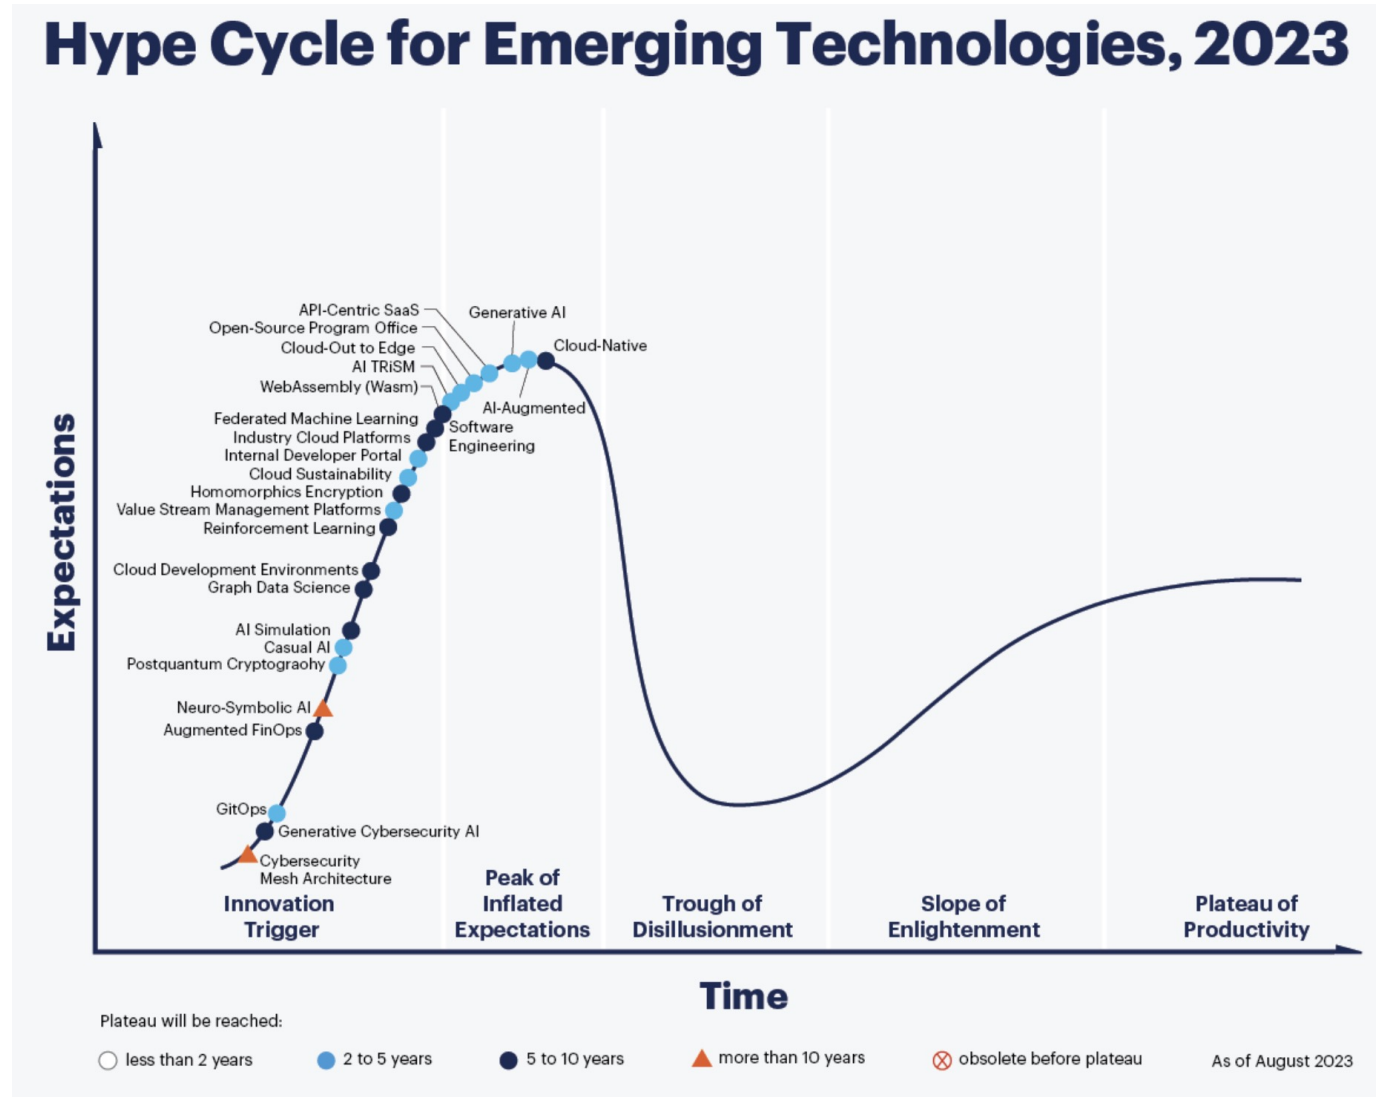 Hype Cycle for Emerging Technologies, 2023
Expectations
API-Centric SaaS
Generative AI
Open-Source Program Office
Cloud-Out to Edge
Cloud-Native
AI TRiSM
WebAssembly (Wasm)
AI-Augmented
Software
Engineering
Federated Machine Learning
Industry Cloud Platforms
Internal Developer Portal
Cloud Sustainability
Homomorphics Encryption
Value Stream Management Platforms
Reinforcement Learning
Cloud Development Environments
Graph Data Science
AI Simulation
Casual AI
Postquantum Cryptograohy
Neuro-Symbolic AI
Augmented FinOps
GitOps
Generative Cybersecurity AI
Cybersecurity
Mesh Architecture
Innovation
Trigger
Peak of
Inflated
Expectations
Trough of
Disillusionment
Slope of
Enlightenment
Plateau of
Productivity
Time
Plateau will be reached:
less than 2 years
2 to 5 years
5 to 10 years
more than 10 years
obsolete before plateau
As of August 2023